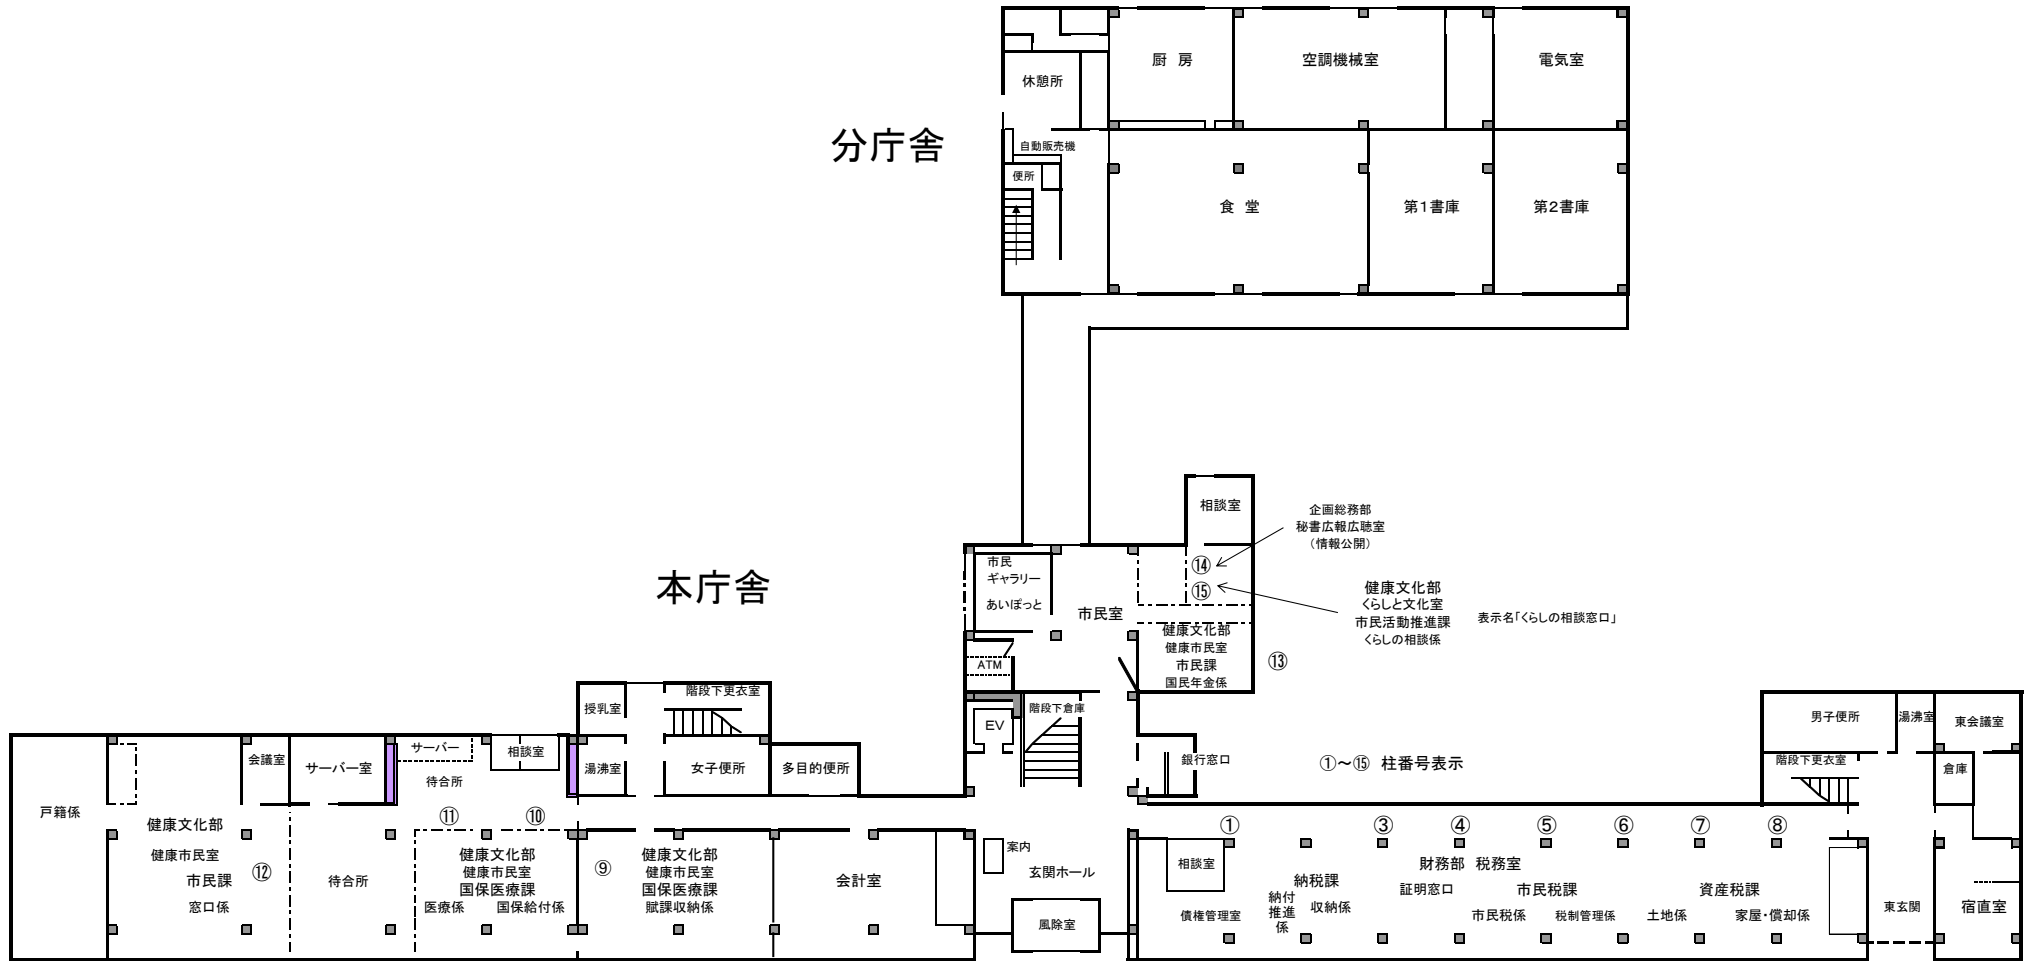 厨 房
空調機械室
電気室
休憩所
分庁舎
自動販売機
便所
食 堂
第1書庫
第2書庫
相談室
企画総務部
秘書広報広聴室
(情報公開)
⑭
⑮
本庁舎
市民
ギャラリー
あいぽっと
市民室
健康文化部
くらしと文化室
市民活動推進課
くらしの相談係
表示名「くらしの相談窓口」
健康文化部
健康市民室
市民課
国民年金係
⑬
ATM
EV
階段下倉庫
授乳室
階段下更衣室
湯沸室
女子便所
多目的便所
銀行窓口
①~⑮ 柱番号表示
男子便所
湯沸室
東会議室
階段下更衣室
倉庫
戸籍係
会議室
サーバー室
サーバー
相談室
待合所
⑪
⑩
健康文化部
健康市民室
市民課
窓口係
⑫
待合所
健康文化部
健康市民室
国保医療課
医療係
国保給付係
⑨
健康文化部
健康市民室
国保医療課
賦課収納係
会計室
案内
玄関ホール
風除室
①
③
④
⑤
⑥
⑦
⑧
相談室
財務部 税務室
納税課
証明窓口
市民税課
資産税課
債権管理室
納付
推進
係
収納係
市民税係
税制管理係
土地係
家屋・償却係
東玄関
宿直室